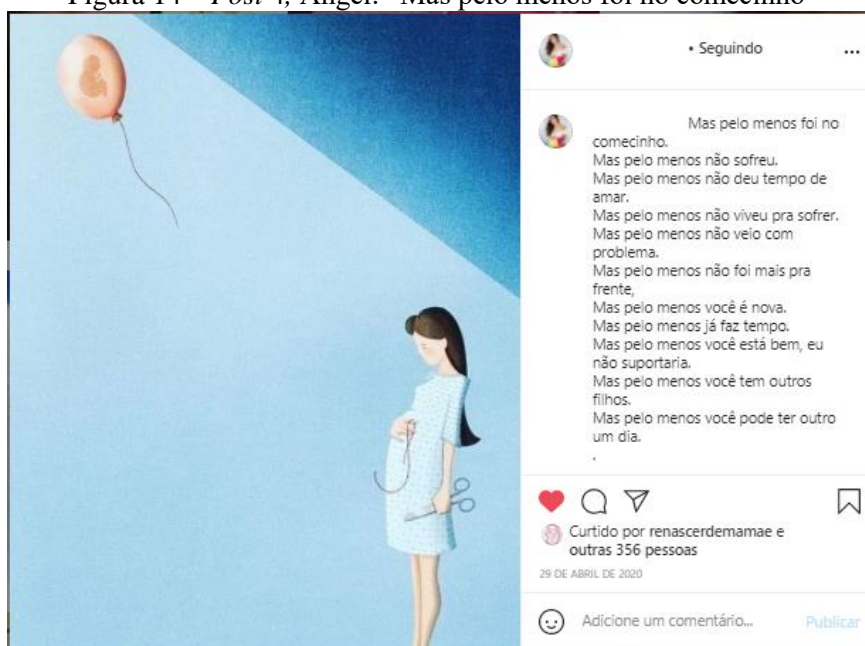 Figura 14 – Post 4, Angel: "Mas pelo menos foi no comecinho"
• Seguindo
...
Mas pelo menos foi no
comecinho.
Mas pelo menos não sofreu.
Mas pelo menos não deu tempo de
amar.
Mas pelo menos não viveu pra sofrer.
Mas pelo menos não veio com
problema.
Mas pelo menos não foi mais pra
frente,
Mas pelo menos você é nova.
Mas pelo menos já faz tempo.
Mas pelo menos você está bem, eu
não suportaria.
Mas pelo menos você tem outros
filhos.
Mas pelo menos você pode ter outro
um dia.
.
Curtido por renascerdemamae e
outras 356 pessoas
29 DE ABRIL DE 2020
Adicione um comentário...
Publicar